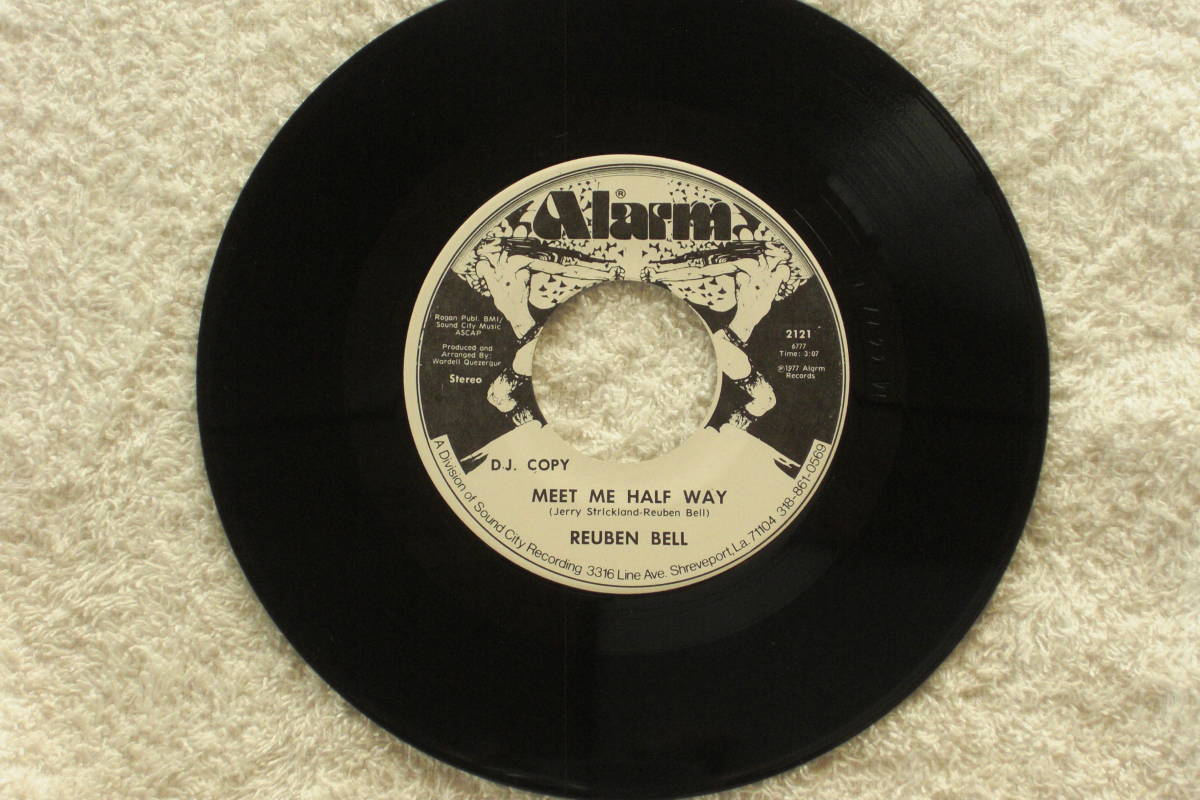 Alarm®
Rogan Publ. BMI/
Sound City Music
ASCAP
Produced and
Arranged By:
Wardell Quezergue
Stereo
2121
6777
Time: 3:07
℗1977 Alarm
Records
D.J. COPY
MEET ME HALF WAY
(Jerry Strickland-Reuben Bell)
REUBEN BELL
A Division of Sound City Recording 3316 Line Ave. Shreveport, La. 71104 318-861-0569